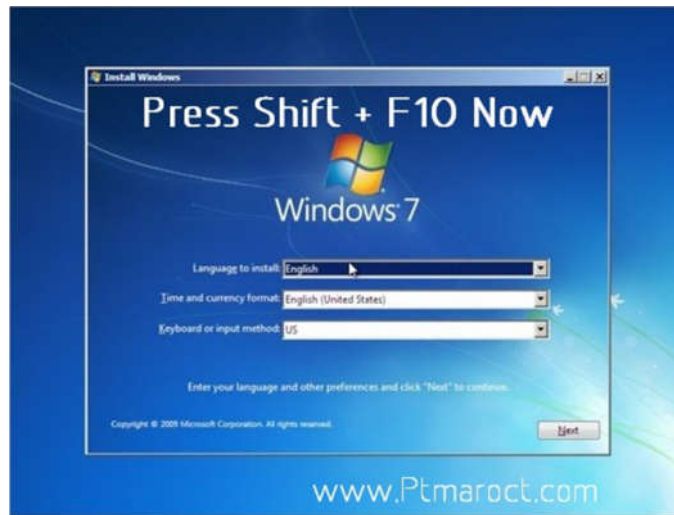 Install Windows
Press Shift + F10 Now
Windows 7
Language to install: English
Time and currency format: English (United States)
Keyboard or input method: US
Enter your language and other preferences and click "Next" to continue.
Copyright © 2009 Microsoft Corporation. All rights reserved.
Next
www.Ptmaroct.com